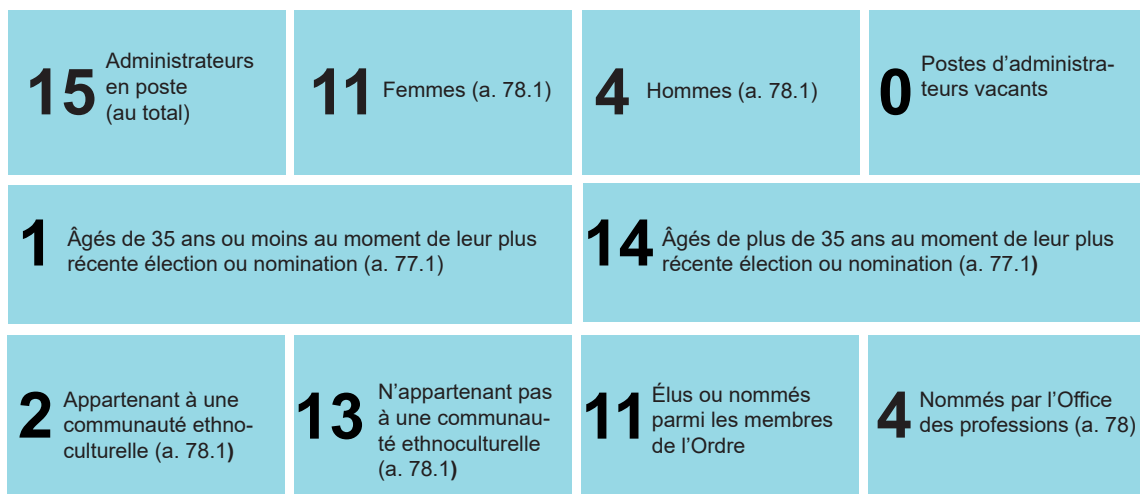 15
Administrateurs
en poste
(au total)
11
Femmes (a. 78.1)
4
Hommes (a. 78.1)
0
Postes d’administra-
teurs vacants
1
Âgés de 35 ans ou moins au moment de leur plus
récente élection ou nomination (a. 77.1)
14
Âgés de plus de 35 ans au moment de leur plus
récente élection ou nomination (a. 77.1)
2
Appartenant à une
communauté ethno-
culturelle (a. 78.1)
13
N’appartenant pas
à une communau-
té ethnoculturelle
(a. 78.1)
11
Élus ou nommés
parmi les membres
de l’Ordre
4
Nommés par l’Office
des professions (a. 78)